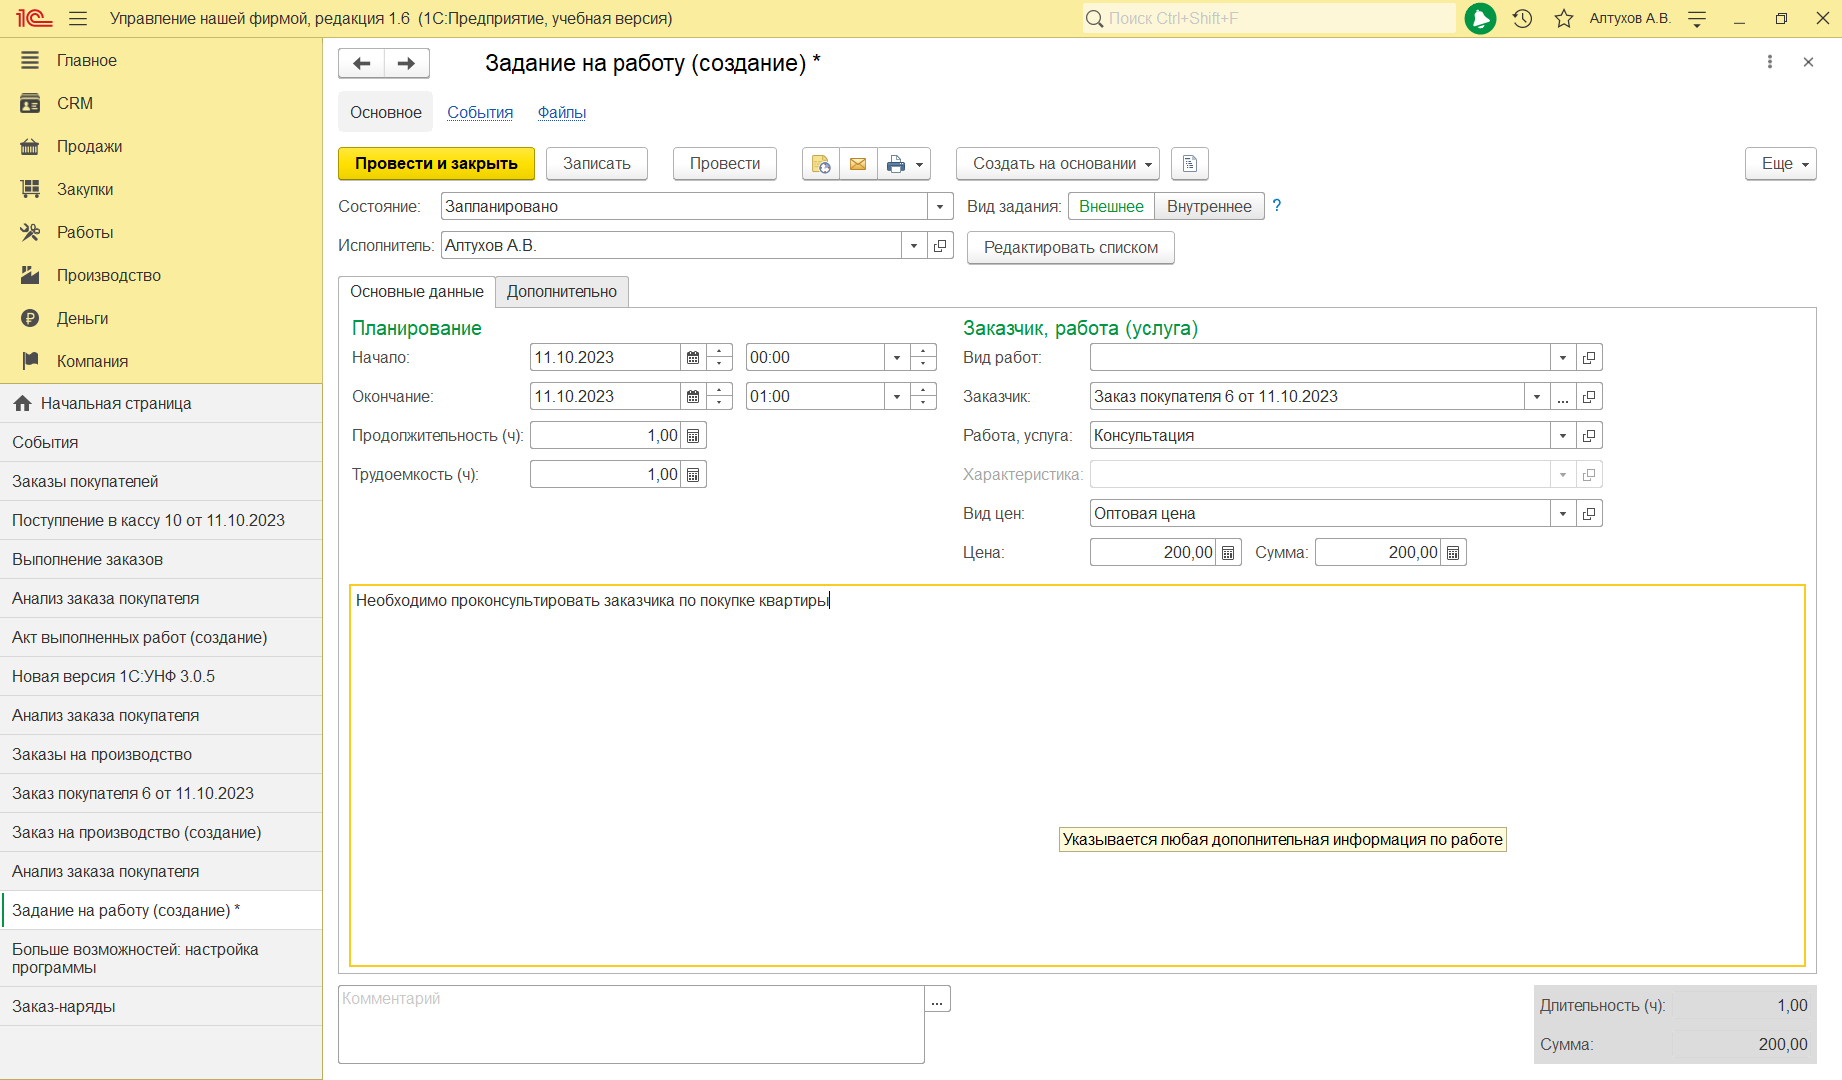 1С Управление нашей фирмой, редакция 1.6 (1С:Предприятие, учебная версия)
Поиск Ctrl+Shift+F
Алтухов А.В.
Главное
CRM
Продажи
Закупки
Работы
Производство
Деньги
Компания
Начальная страница
События
Заказы покупателей
Поступление в кассу 10 от 11.10.2023
Выполнение заказов
Анализ заказа покупателя
Акт выполненных работ (создание)
Новая версия 1С:УНФ 3.0.5
Анализ заказа покупателя
Заказы на производство
Заказ покупателя 6 от 11.10.2023
Заказ на производство (создание)
Анализ заказа покупателя
Задание на работу (создание) *
Больше возможностей: настройка
программы
Заказ-наряды
Задание на работу (создание) *
Основное События Файлы
Провести и закрыть Записать Провести Создать на основании Еще
Состояние: Запланировано Вид задания: Внешнее Внутреннее ?
Исполнитель: Алтухов А.В. Редактировать списком
Основные данные Дополнительно
Планирование
Начало: 11.10.2023 00:00
Окончание: 11.10.2023 01:00
Продолжительность (ч): 1,00
Трудоемкость (ч): 1,00
Заказчик, работа (услуга)
Вид работ:
Заказчик: Заказ покупателя 6 от 11.10.2023 ...
Работа, услуга: Консультация
Характеристика:
Вид цен: Оптовая цена
Цена: 200,00 Сумма: 200,00
Необходимо проконсультировать заказчика по покупке квартиры
Указывается любая дополнительная информация по работе
Комментарий ...
Длительность (ч): 1,00
Сумма: 200,00